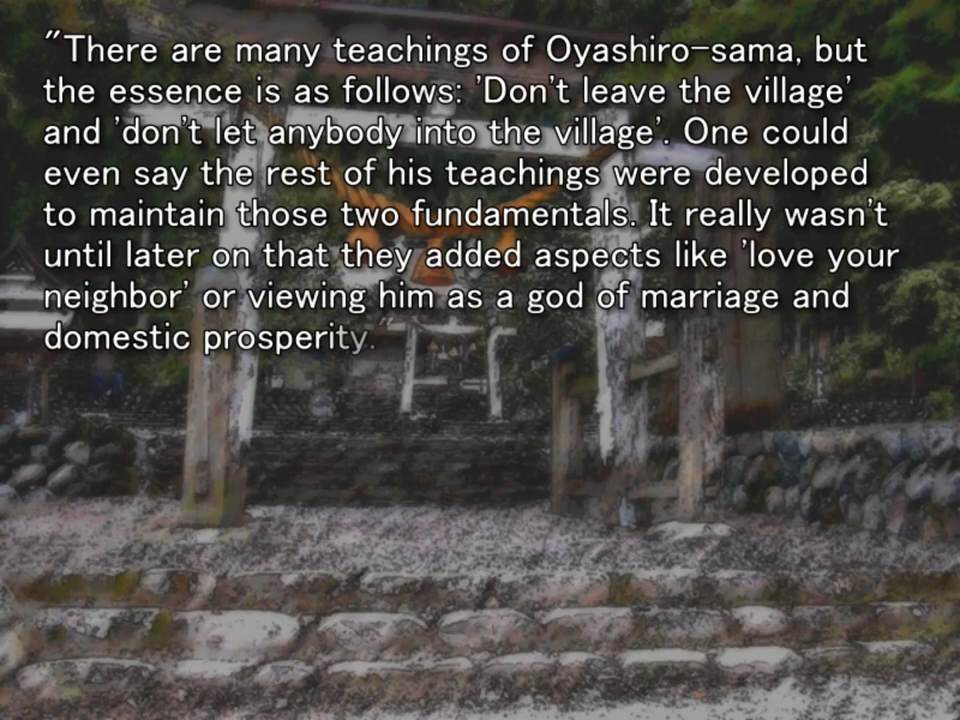 "There are many teachings of Oyashiro-sama, but
the essence is as follows: 'Don't leave the village'
and 'don't let anybody into the village'. One could
even say the rest of his teachings were developed
to maintain those two fundamentals. It really wasn't
until later on that they added aspects like 'love your
neighbor' or viewing him as a god of marriage and
domestic prosperity.